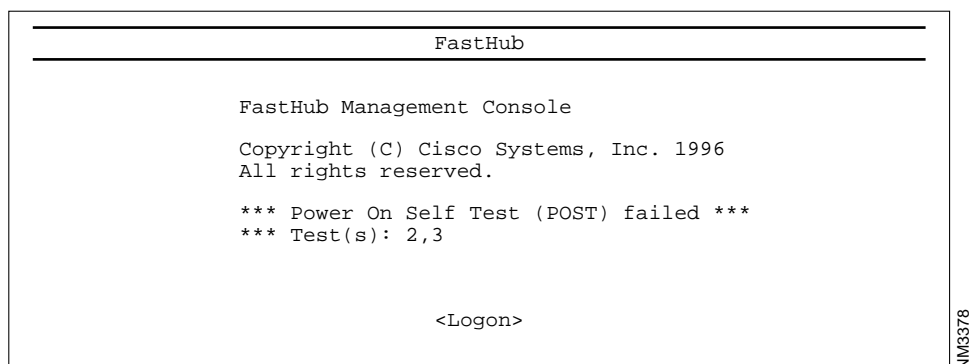 FastHub
FastHub Management Console
Copyright (C) Cisco Systems, Inc. 1996
All rights reserved.
*** Power On Self Test (POST) failed ***
*** Test(s): 2,3
<Logon>
NM3378